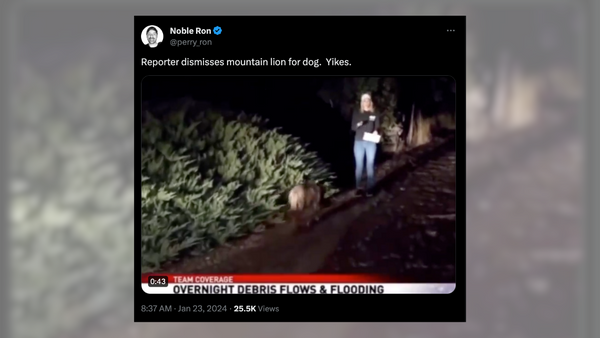 Noble Ron
@perry_ron
Reporter dismisses mountain lion for dog. Yikes.
0:43
TEAM COVERAGE
OVERNIGHT DEBRIS FLOWS & FLOODING
8:37 AM · Jan 23, 2024 · 25.5K Views